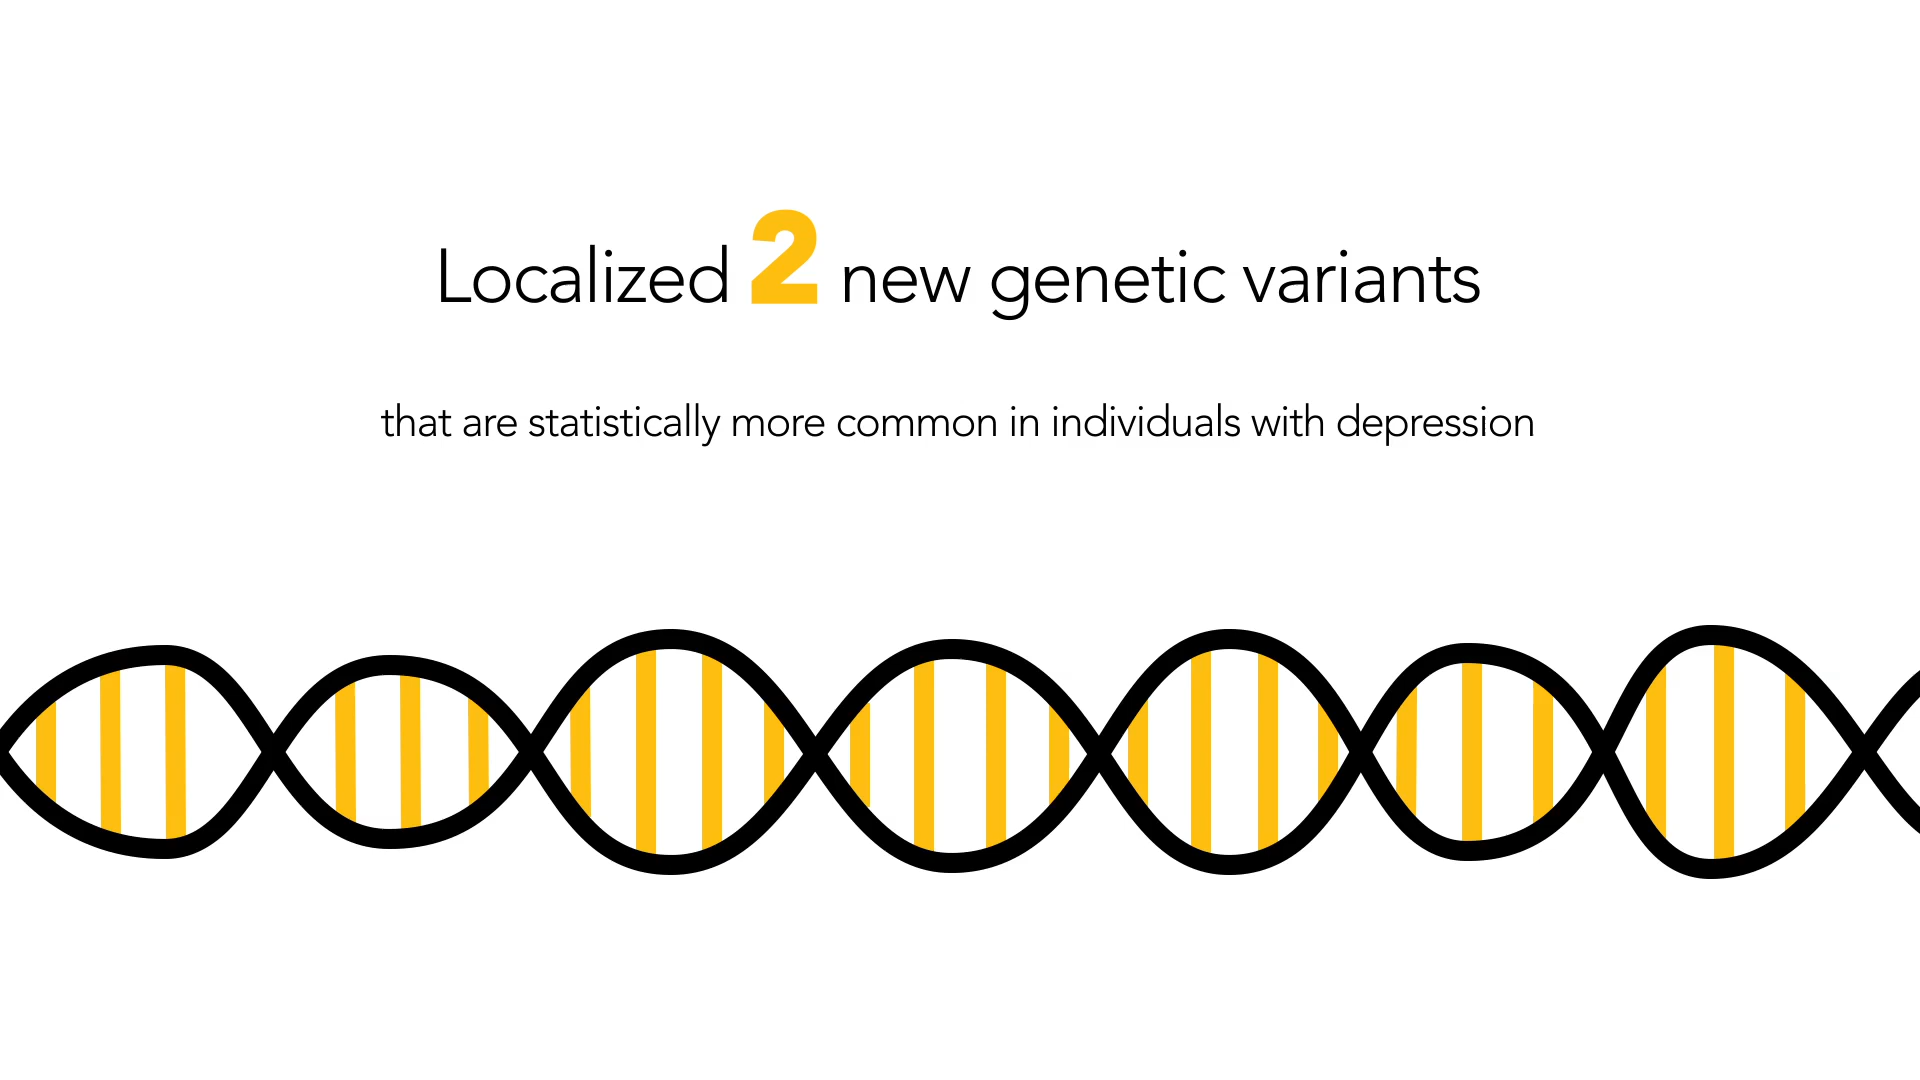 Localized 2 new genetic variants
that are statistically more common in individuals with depression